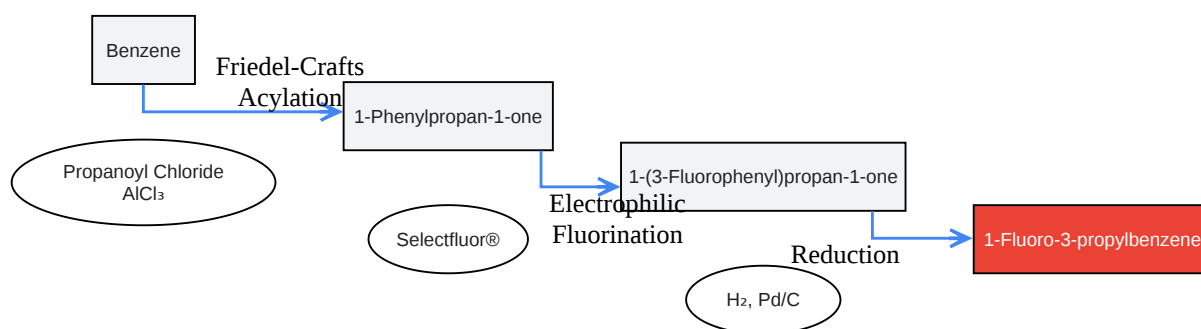 Benzene
Friedel-Crafts
Acylation
1-Phenylpropan-1-one
Propanoyl Chloride
AlCl₃
1-(3-Fluorophenyl)propan-1-one
Electrophilic
Fluorination
Selectfluor®
1-Fluoro-3-propylbenzene
Reduction
H₂, Pd/C